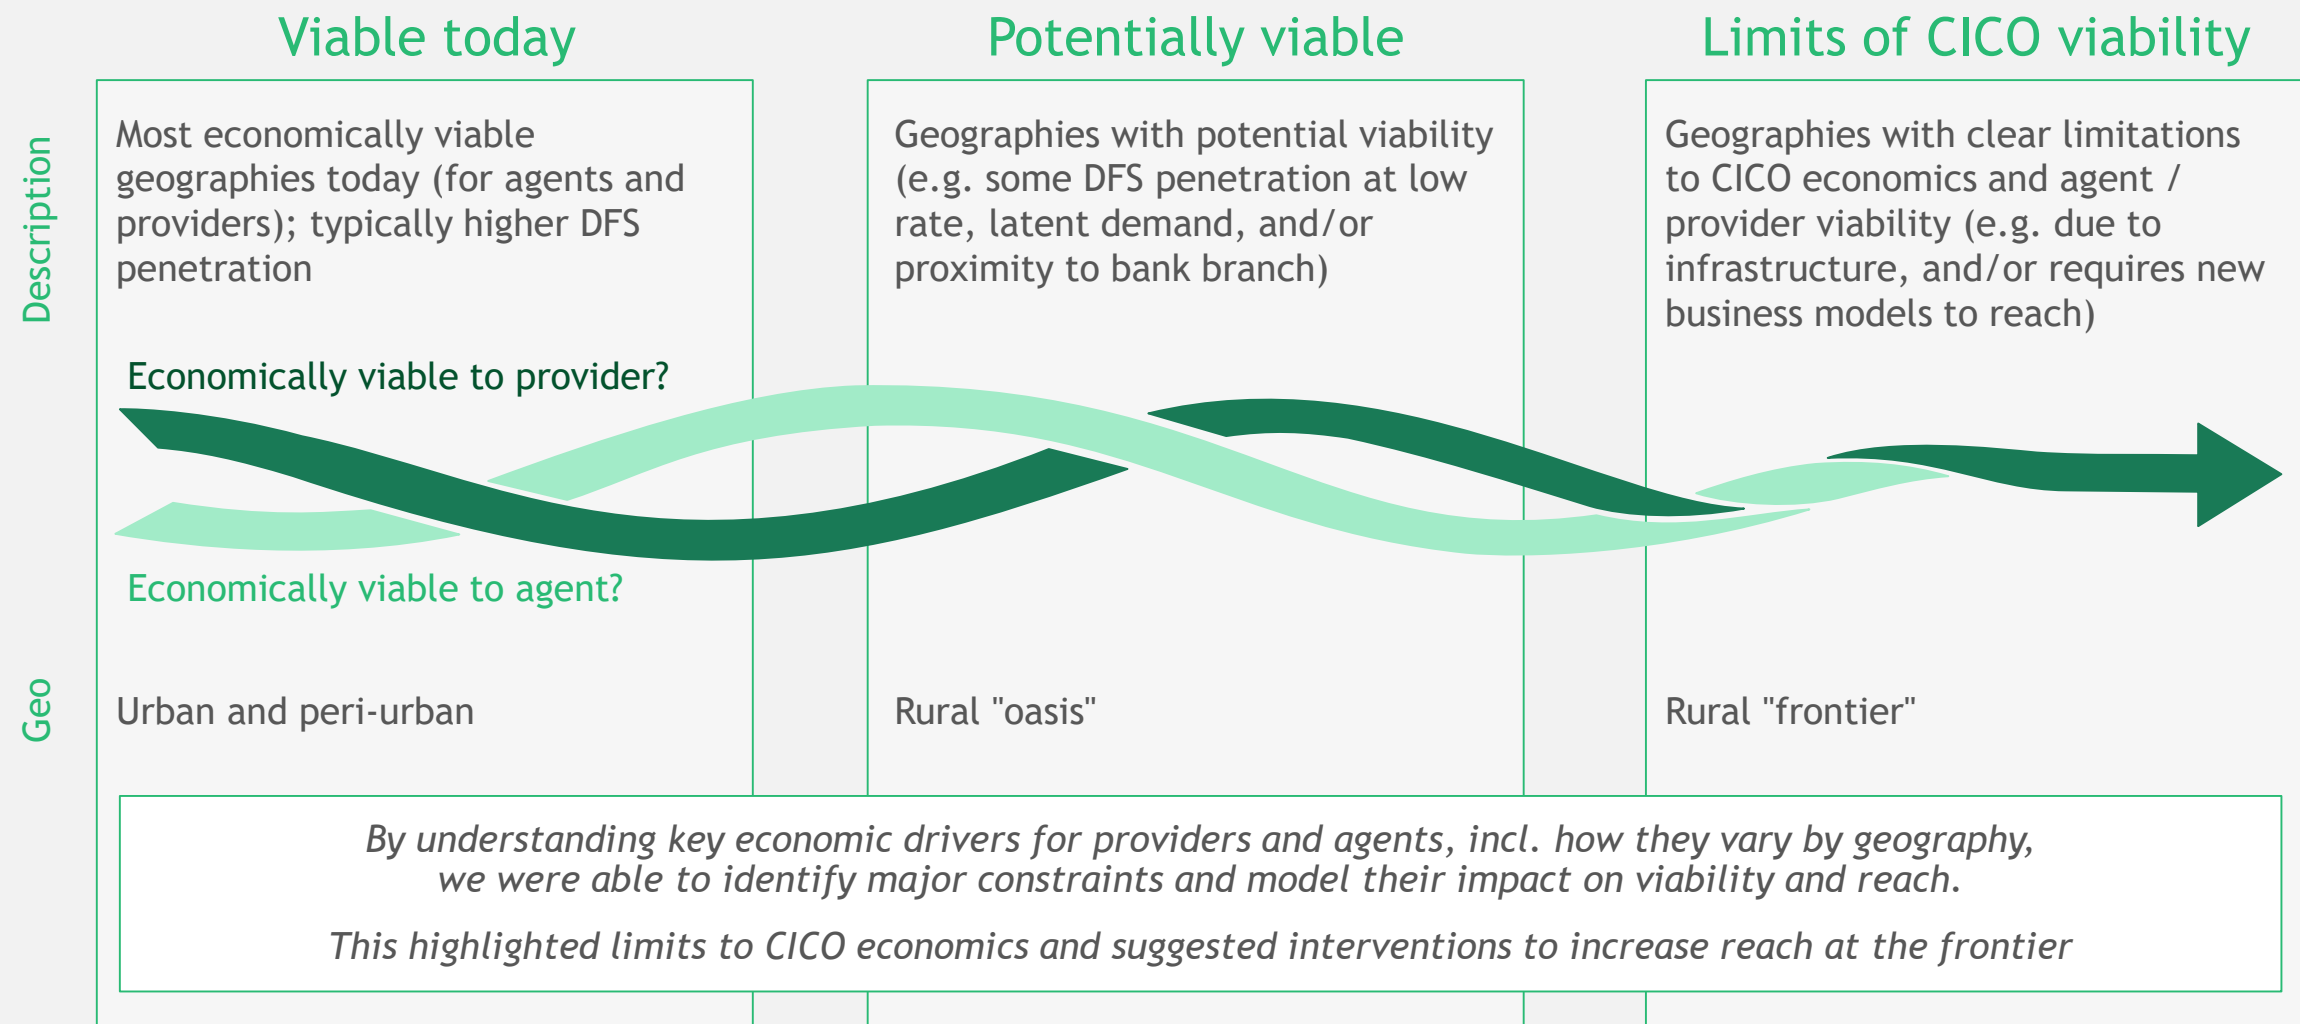 Viable today
Potentially viable
Limits of CICO viability
Description
Most economically viable
geographies today (for agents and
providers); typically higher DFS
penetration
Geographies with potential viability
(e.g. some DFS penetration at low
rate, latent demand, and/or
proximity to bank branch)
Geographies with clear limitations
to CICO economics and agent /
provider viability (e.g. due to
infrastructure, and/or requires new
business models to reach)
Economically viable to provider?
Economically viable to agent?
Geo
Urban and peri-urban
Rural "oasis"
Rural "frontier"
By understanding key economic drivers for providers and agents, incl. how they vary by geography,
we were able to identify major constraints and model their impact on viability and reach.
This highlighted limits to CICO economics and suggested interventions to increase reach at the frontier